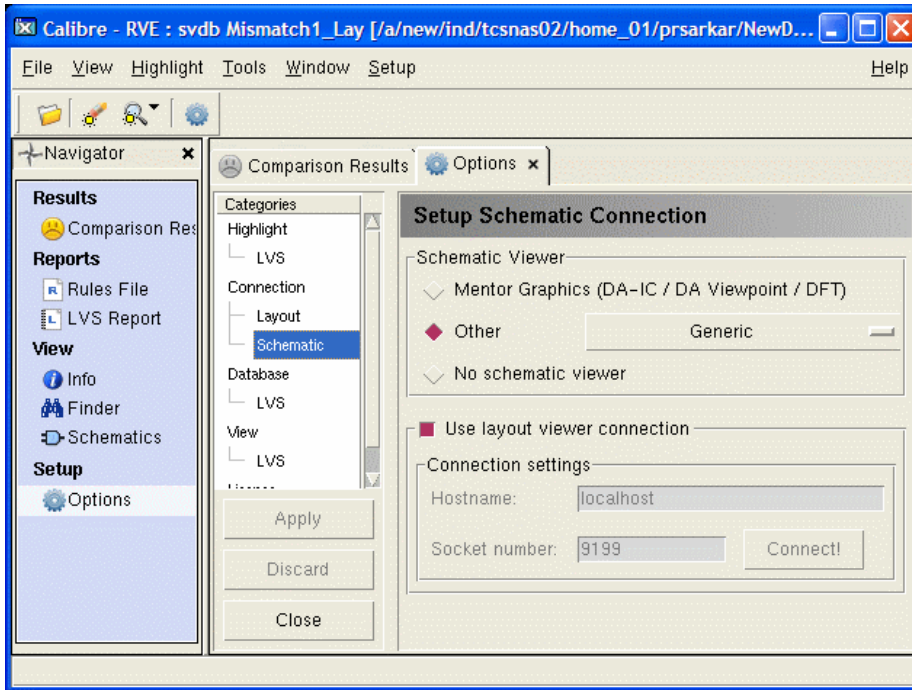 Calibre - RVE : svdb Mismatch1_Lay [/a/new/ind/tcsnas02/home_01/prsarkar/NewD...
File View Highlight Tools Window Setup Help
Navigator
Results
Comparison Res
Reports
Rules File
LVS Report
View
Info
Finder
Schematics
Setup
Options
Comparison Results
Options
Categories
Highlight
LVS
Connection
Layout
Schematic
Database
LVS
View
LVS
Apply
Discard
Close
Setup Schematic Connection
Schematic Viewer
Mentor Graphics (DA-IC / DA Viewpoint / DFT)
Other Generic
No schematic viewer
Use layout viewer connection
Connection settings
Hostname: localhost
Socket number: 9199 Connect!